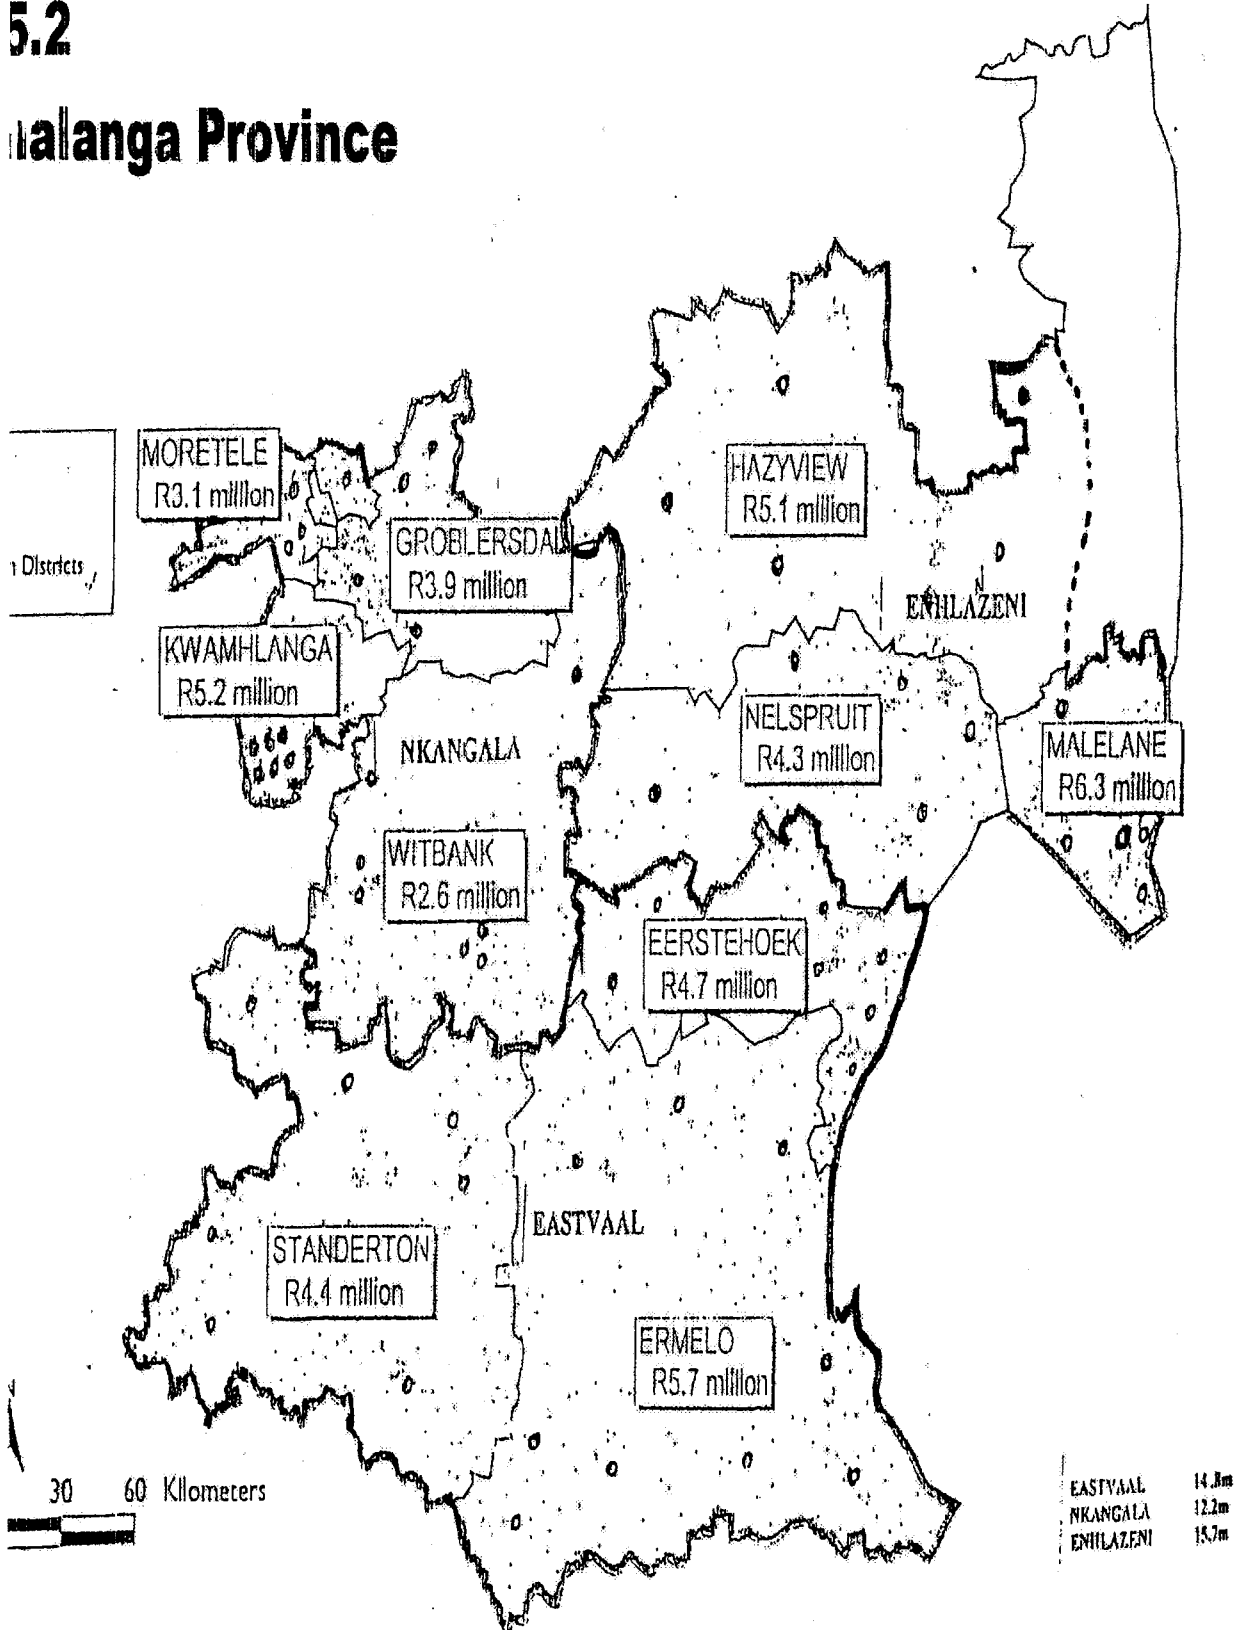 5.2
alanga Province
MORETELE
R3.1 million
HAZYVIEW
R5.1 million
GROBLERSDAL
R3.9 million
Districts
ENHLAZENI
N
KWAMHLANGA
R5.2 million
NELSPRUIT
R4.3 million
MALELANE
R6.3 million
NKANGALA
WITBANK
R2.6 million
EERSTEHOEK
R4.7 million
EASTVAAL
STANDERTON
R4.4 million
ERMELO
R5.7 million
30 60 Kilometers
EASTVAAL 14.8m
NKANGALA 12.2m
ENHLAZENI 15.7m